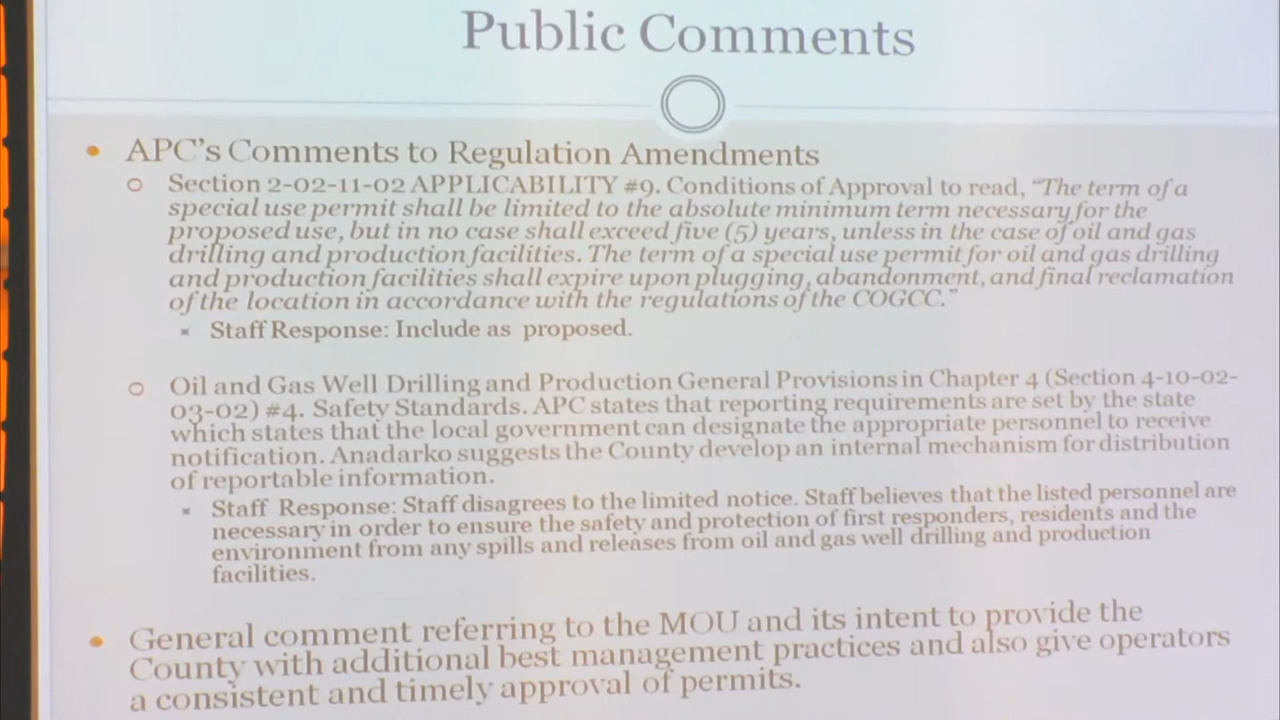 Public Comments
APC's Comments to Regulation Amendments
Section 2-02-11-02 APPLICABILITY #9. Conditions of Approval to read, "The term of a
special use permit shall be limited to the absolute minimum term necessary for the
proposed use, but in no case shall exceed five (5) years, unless in the case of oil and gas
drilling and production facilities. The term of a special use permit for oil and gas drilling
and production facilities shall expire upon plugging, abandonment, and final reclamation
of the location in accordance with the regulations of the COGCC."
Staff Response: Include as proposed.
Oil and Gas Well Drilling and Production General Provisions in Chapter 4 (Section 4-10-02-
03-02) #4. Safety Standards. APC states that reporting requirements are set by the state
which states that the local government can designate the appropriate personnel to receive
notification. Anadarko suggests the County develop an internal mechanism for distribution
of reportable information.
Staff Response: Staff disagrees to the limited notice. Staff believes that the listed personnel are
necessary in order to ensure the safety and protection of first responders, residents and the
environment from any spills and releases from oil and gas well drilling and production
facilities.
General comment referring to the MOU and its intent to provide the
County with additional best management practices and also give operators
a consistent and timely approval of permits.